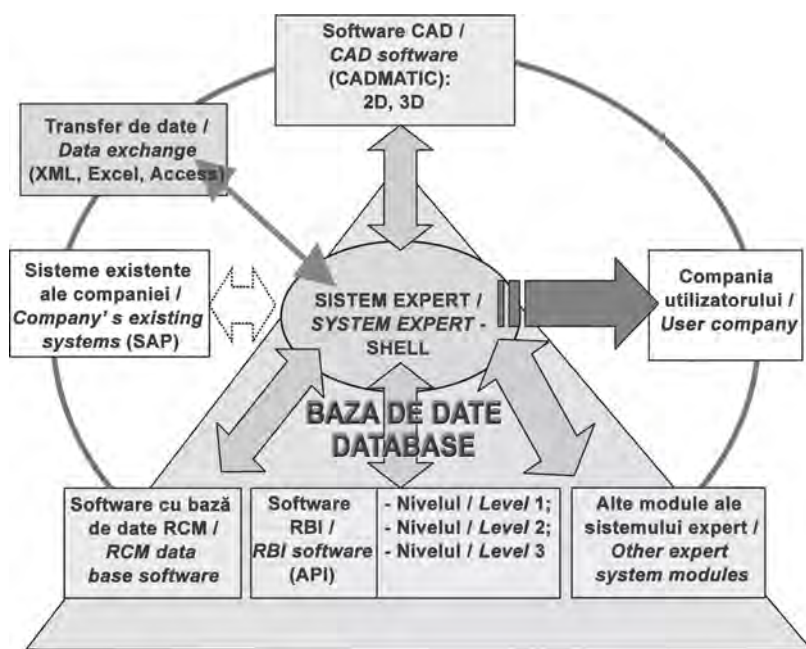 Software CAD /
CAD software
(CADMATIC):
2D, 3D
Transfer de date /
Data exchange
(XML, Excel, Access)
Sisteme existente
ale companiei /
Company's existing
systems (SAP)
SISTEM EXPERT /
SYSTEM EXPERT -
SHELL
Compania
utilizatorului /
User company
BAZA DE DATE
DATABASE
Software cu bază
de date RCM /
RCM data
base software
Software
RBI /
RBI software
(API)
- Nivelul / Level 1;
- Nivelul / Level 2;
- Nivelul / Level 3
Alte module ale
sistemului expert /
Other expert
system modules